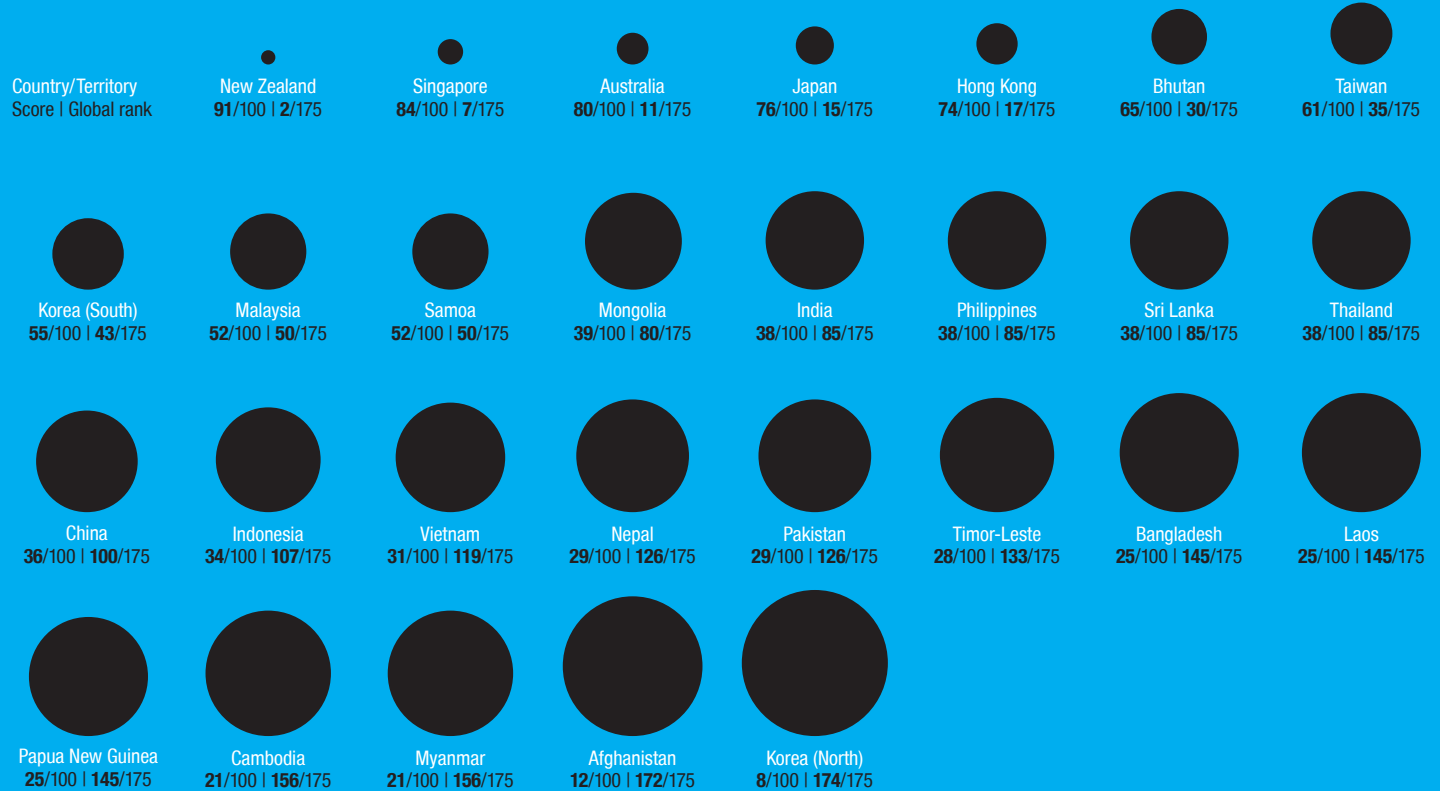 Country/Territory
Score | Global rank
New Zealand
91/100 | 2/175
Singapore
84/100 | 7/175
Australia
80/100 | 11/175
Japan
76/100 | 15/175
Hong Kong
74/100 | 17/175
Bhutan
65/100 | 30/175
Taiwan
61/100 | 35/175
Korea (South)
55/100 | 43/175
Malaysia
52/100 | 50/175
Samoa
52/100 | 50/175
Mongolia
39/100 | 80/175
India
38/100 | 85/175
Philippines
38/100 | 85/175
Sri Lanka
38/100 | 85/175
Thailand
38/100 | 85/175
China
36/100 | 100/175
Indonesia
34/100 | 107/175
Vietnam
31/100 | 119/175
Nepal
29/100 | 126/175
Pakistan
29/100 | 126/175
Timor-Leste
28/100 | 133/175
Bangladesh
25/100 | 145/175
Laos
25/100 | 145/175
Papua New Guinea
25/100 | 145/175
Cambodia
21/100 | 156/175
Myanmar
21/100 | 156/175
Afghanistan
12/100 | 172/175
Korea (North)
8/100 | 174/175